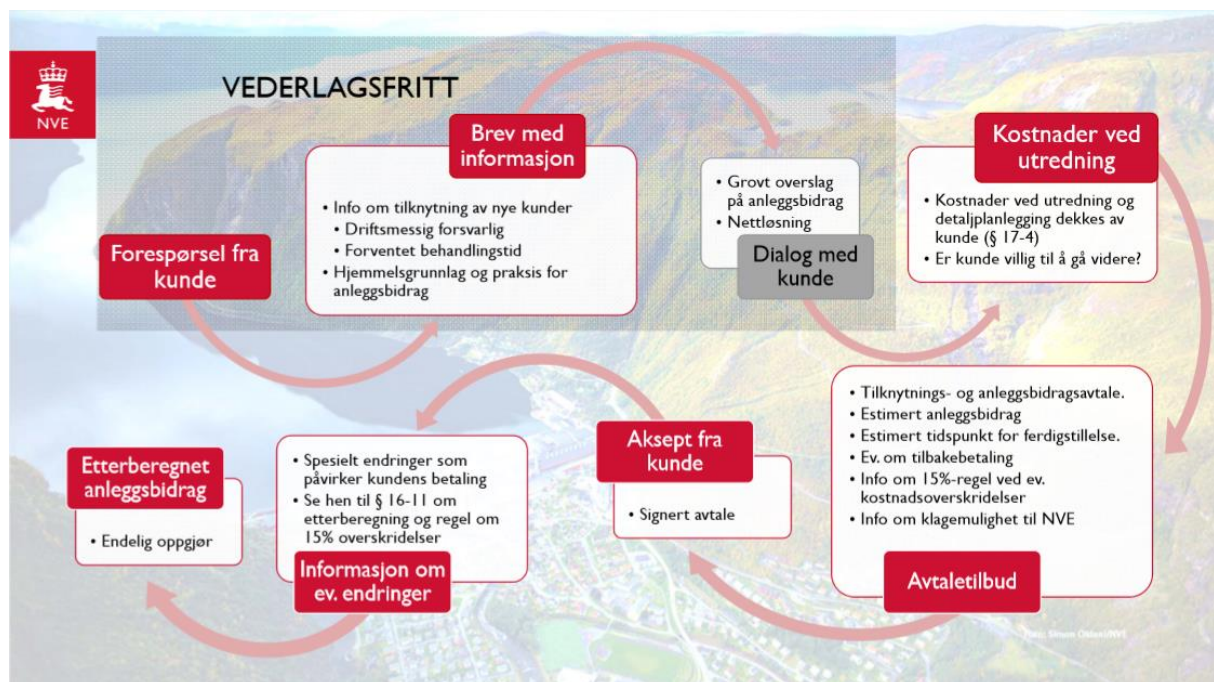 NVE
VEDERLAGSFRITT
Forespørsel fra
kunde
Brev med
informasjon
• Info om tilknytning av nye kunder
• Driftsmessig forsvarlig
• Forventet behandlingstid
• Hjemmelsgrunnlag og praksis for
anleggsbidrag
• Grovt overslag
på anleggsbidrag
• Nettløsning
Dialog med
kunde
Kostnader ved
utredning
• Kostnader ved utredning og
detaljplanlegging dekkes av
kunde (§ 17-4)
• Er kunde villig til å gå videre?
• Tilknytnings- og anleggsbidragsavtale.
• Estimert anleggsbidrag
• Estimert tidspunkt for ferdigstillelse.
• Ev. om tilbakebetaling
• Info om 15%-regel ved ev.
kostnadsoverskridelser
• Info om klagemulighet til NVE
Avtaletilbud
Aksept fra
kunde
• Signert avtale
• Spesielt endringer som
påvirker kundens betaling
• Se hen til § 16-11 om
etterberegning og regel om
15% overskridelser
Informasjon om
ev. endringer
Etterberegnet
anleggsbidrag
• Endelig oppgjør